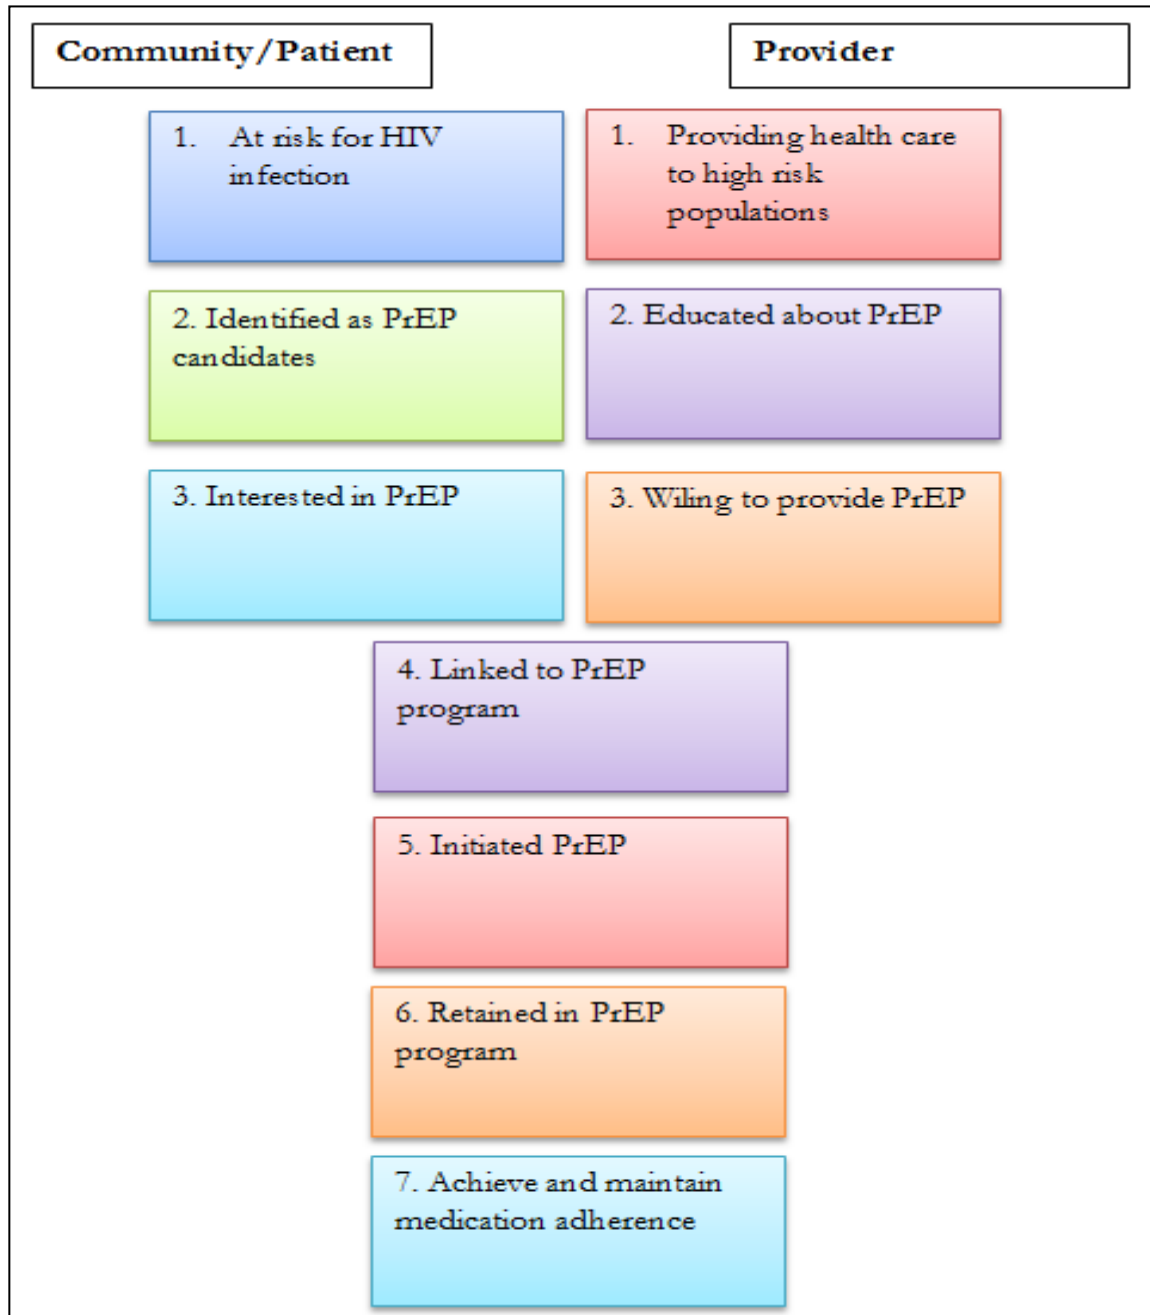 Community/Patient
Provider
1. At risk for HIV
infection
1. Providing health care
to high risk
populations
2. Identified as PrEP
candidates
2. Educated about PrEP
3. Interested in PrEP
3. Wiling to provide PrEP
4. Linked to PrEP
program
5. Initiated PrEP
6. Retained in PrEP
program
7. Achieve and maintain
medication adherence